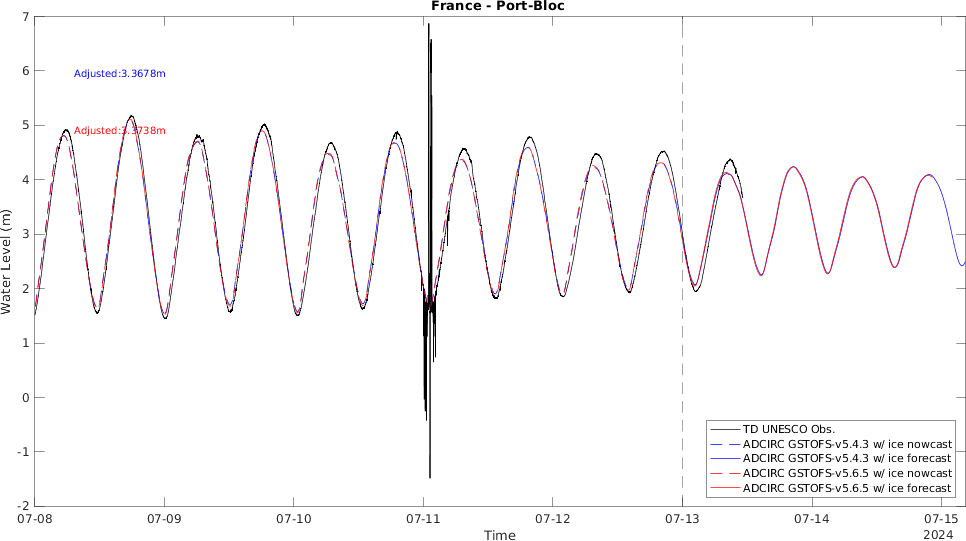 France - Port-Bloc
7
6
5
4
3
2
1
0
-1
-2
Water Level (m)
Adjusted:3.3678m
Adjusted:3.3738m
TD UNESCO Obs.
ADCIRC GSTOFS-v5.4.3 w/ ice nowcast
ADCIRC GSTOFS-v5.4.3 w/ ice forecast
ADCIRC GSTOFS-v5.6.5 w/ ice nowcast
ADCIRC GSTOFS-v5.6.5 w/ ice forecast
07-08 07-09 07-10 07-11 07-12 07-13 07-14 07-15
Time
2024